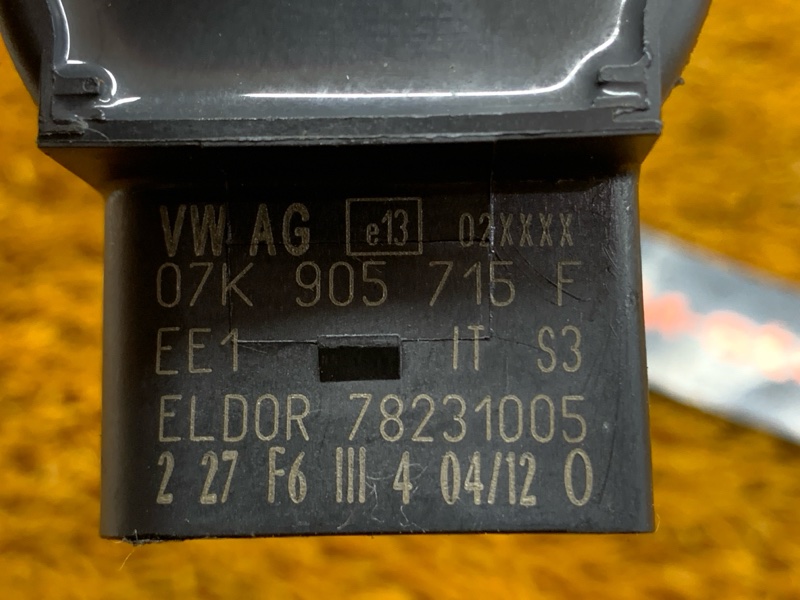 VW AG e13 02XXXX
07K 905 715 F
EE1 IT S3
ELDOR 78231005
2 27 F6 III 4 04/12 0